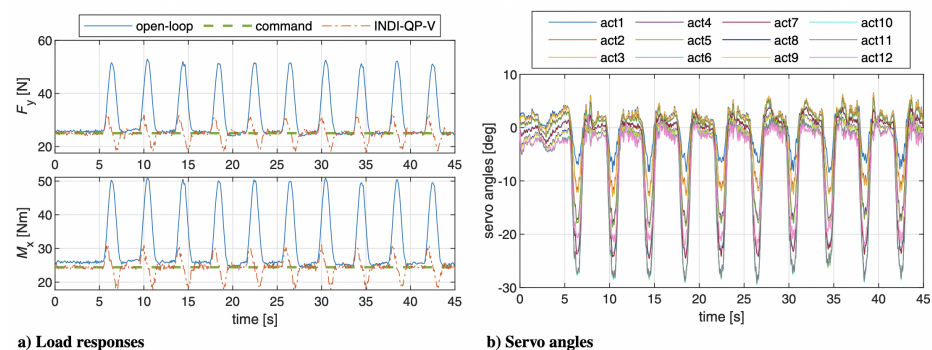 open-loop command INDI-QP-V
60
40
20
F_y [N]
0 5 10 15 20 25 30 35 40 45
50
40
30
20
M_x [Nm]
0 5 10 15 20 25 30 35 40 45
time [s]
a) Load responses
act1 act4 act7 act10
act2 act5 act8 act11
act3 act6 act9 act12
10
0
-10
-20
-30
servo angles [deg]
0 5 10 15 20 25 30 35 40 45
time [s]
b) Servo angles